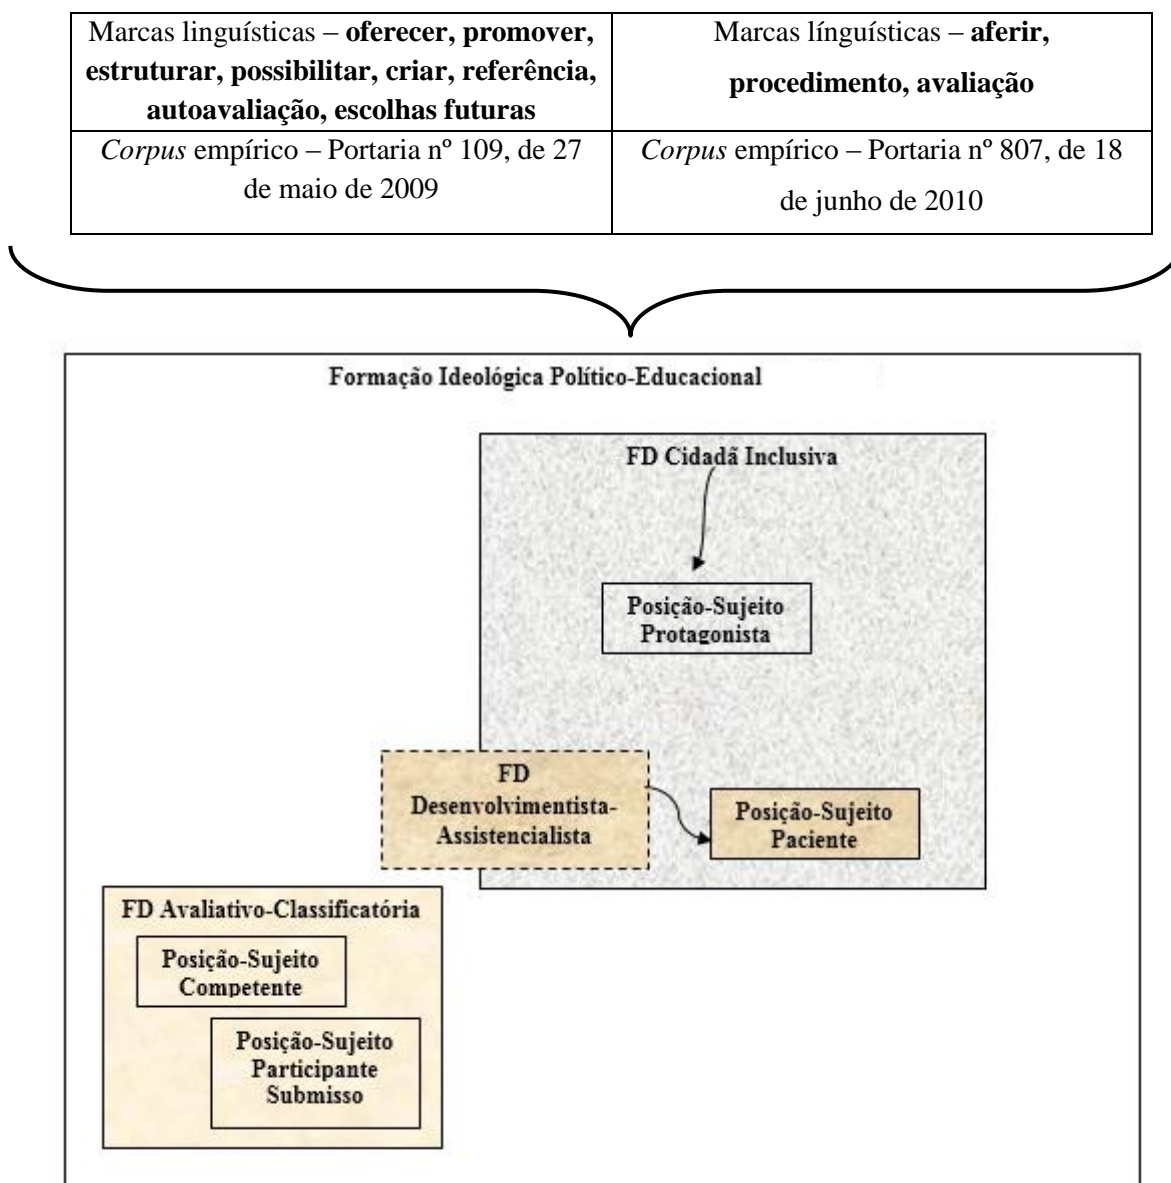 Marcas linguísticas – oferecer, promover,
estruturar, possibilitar, criar, referência,
autoavaliação, escolhas futuras
Marcas línguísticas – aferir,
procedimento, avaliação
Corpus empírico – Portaria nº 109, de 27
de maio de 2009
Corpus empírico – Portaria nº 807, de 18
de junho de 2010
Formação Ideológica Político-Educacional
FD Cidadã Inclusiva
Posição-Sujeito
Protagonista
FD
Desenvolvimentista-
Assistencialista
Posição-Sujeito
Paciente
FD Avaliativo-Classificatória
Posição-Sujeito
Competente
Posição-Sujeito
Participante
Submisso